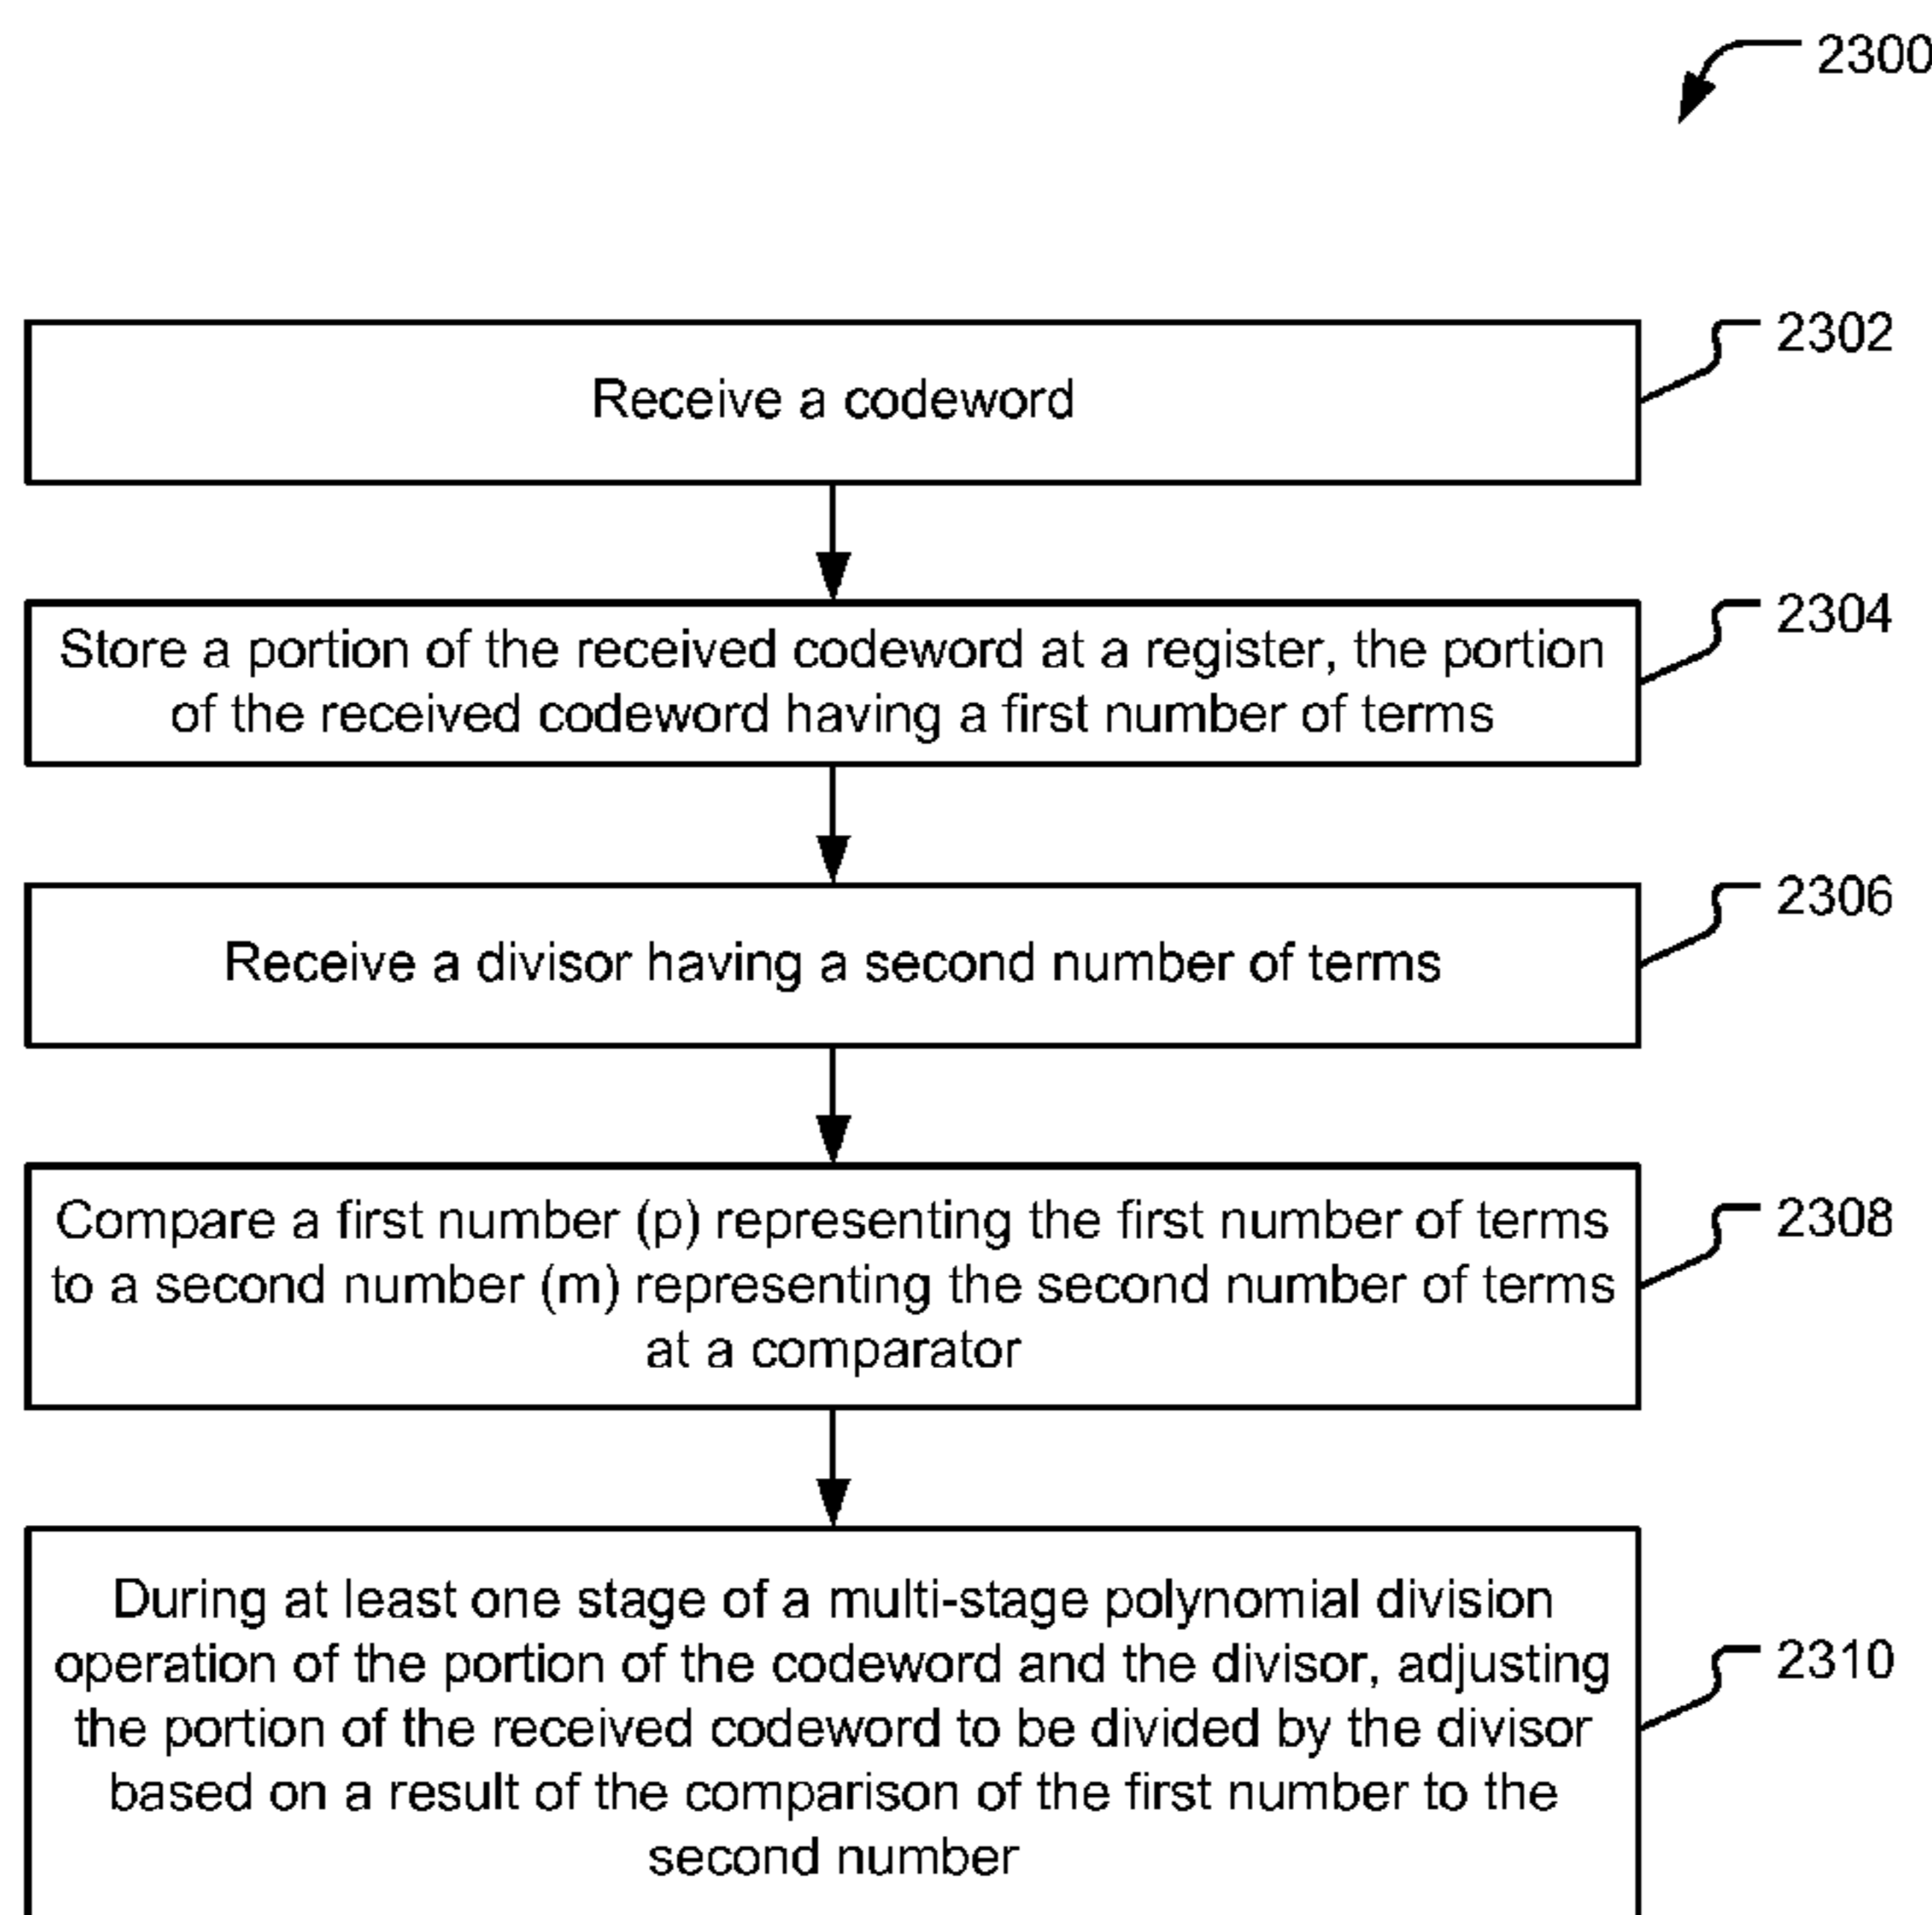 2300
2302
Receive a codeword
2304
Store a portion of the received codeword at a register, the portion
of the received codeword having a first number of terms
2306
Receive a divisor having a second number of terms
2308
Compare a first number (p) representing the first number of terms
to a second number (m) representing the second number of terms
at a comparator
2310
During at least one stage of a multi-stage polynomial division
operation of the portion of the codeword and the divisor, adjusting
the portion of the received codeword to be divided by the divisor
based on a result of the comparison of the first number to the
second number